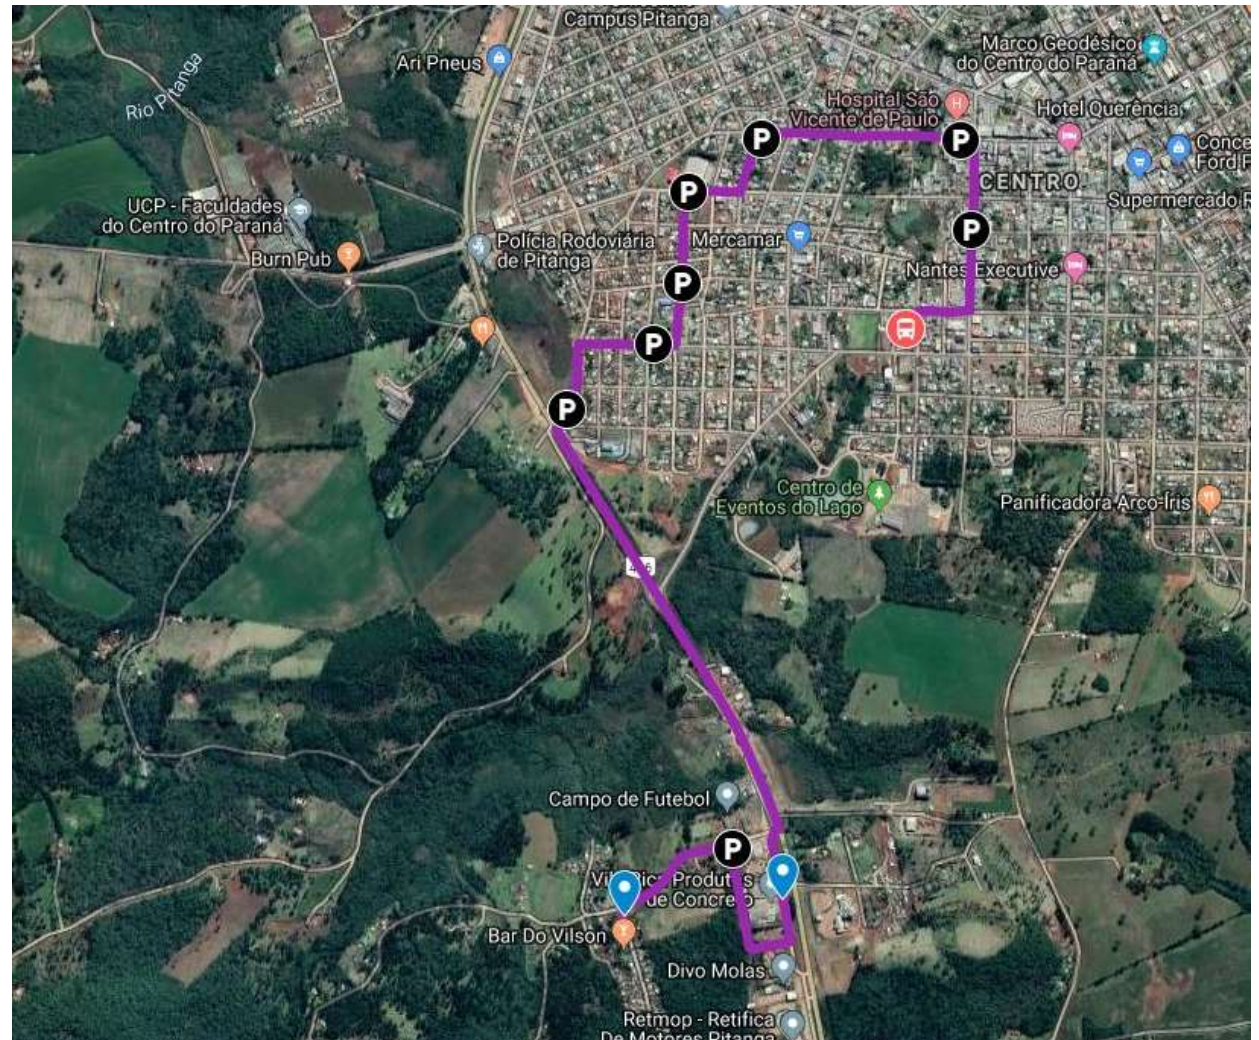 Campus Pitanga
Ari Pneus
Marco Geodésico
do Centro do Paraná
Rio Pitanga
Hospital São
Vicente de Paulo
Hotel Querência
P
P
Conce
Ford F
CENTRO
P
Supermercado R
UCP - Faculdades
do Centro do Paraná
Burn Pub
Polícia Rodoviária
de Pitanga
Mercamar
P
Nantes Executive
P
P
P
Centro de
Eventos do Lago
Panificadora Arco-Íris
Campo de Futebol
P
Produtos
de Concreto
Bar Do Vilson
Divo Molas
Retmop - Retifica
De Motores Pitanga